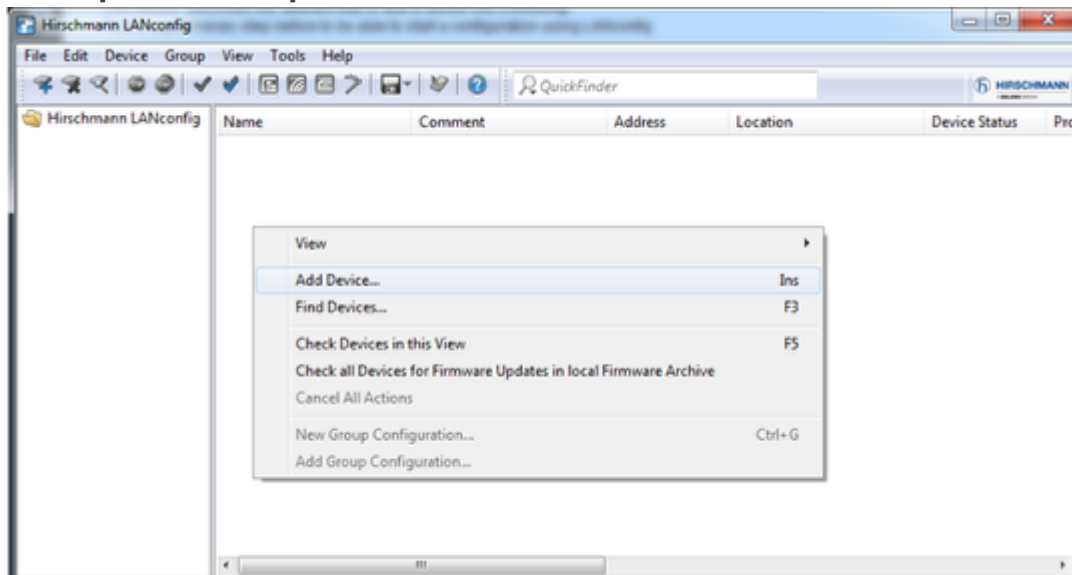 Hirschmann LANconfig
File Edit Device Group View Tools Help
QuickFinder
HIRSCHMANN
Hirschmann LANconfig
Name Comment Address Location Device Status
View
Add Device... Ins
Find Devices... F3
Check Devices in this View F5
Check all Devices for Firmware Updates in local Firmware Archive
Cancel All Actions
New Group Configuration... Ctrl+G
Add Group Configuration...